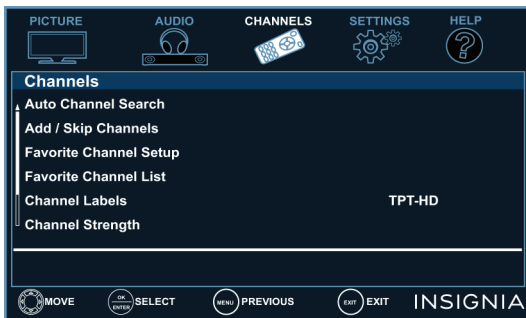 PICTURE AUDIO CHANNELS SETTINGS HELP
?
Channels
Auto Channel Search
Add / Skip Channels
Favorite Channel Setup
Favorite Channel List
Channel Labels TPT-HD
Channel Strength
MOVE OK ENTER SELECT MENU PREVIOUS EXIT EXIT INSIGNIA